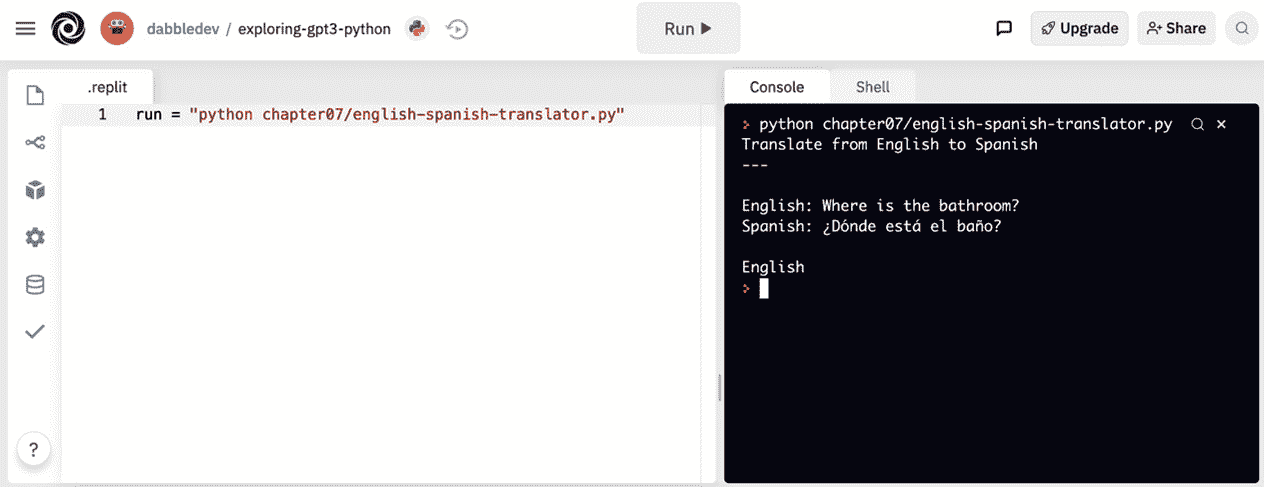 dabbledev / exploring-gpt3-python
Run
Upgrade
Share
.replit
1 run = "python chapter07/english-spanish-translator.py"
?
Console
Shell
> python chapter07/english-spanish-translator.py
Translate from English to Spanish
---
English: Where is the bathroom?
Spanish: ¿Dónde está el baño?
English
>